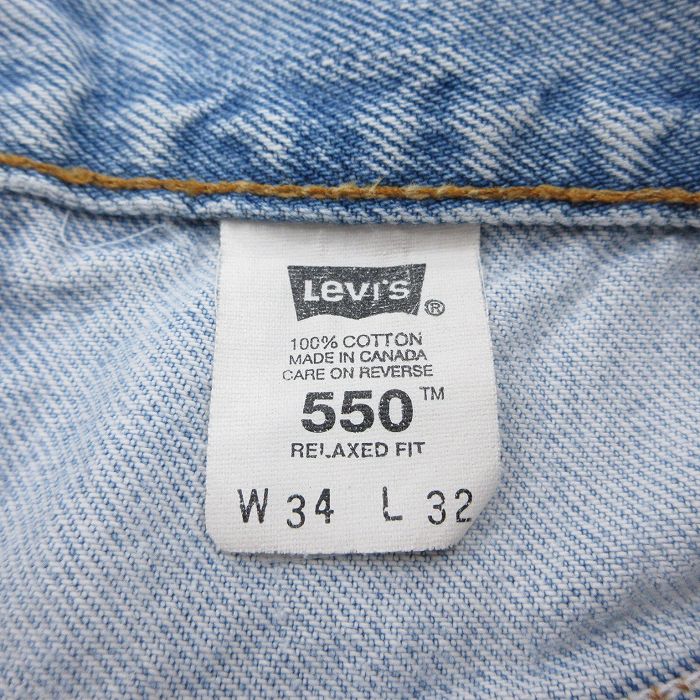 Levi's ®
100% COTTON
MADE IN CANADA
CARE ON REVERSE
550™
RELAXED FIT
W 34 L 32